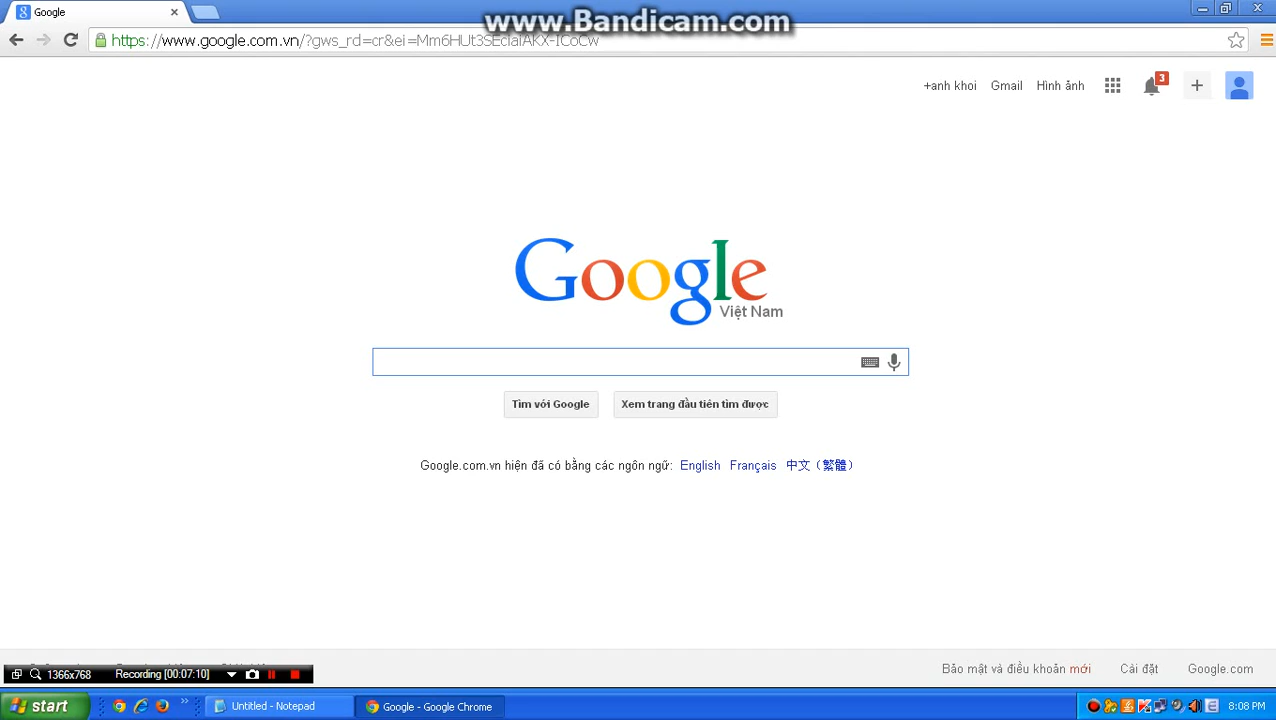 Google
www.Bandicam.com
https://www.google.com.vn/?gws_rd=cr&ei=Mm6HUt3SEcIaiAKX-ICoCw
+anh khoi Gmail Hình ảnh 3
Google
Việt Nam
Tìm với Google Xem trang đầu tiên tìm được
Google.com.vn hiện đã có bằng các ngôn ngữ: English Français 中文（繁體）
Bảo mật và điều khoản mới Cài đặt Google.com
1366x768 Recording [00:07:10]
start Untitled - Notepad Google - Google Chrome 8:08 PM